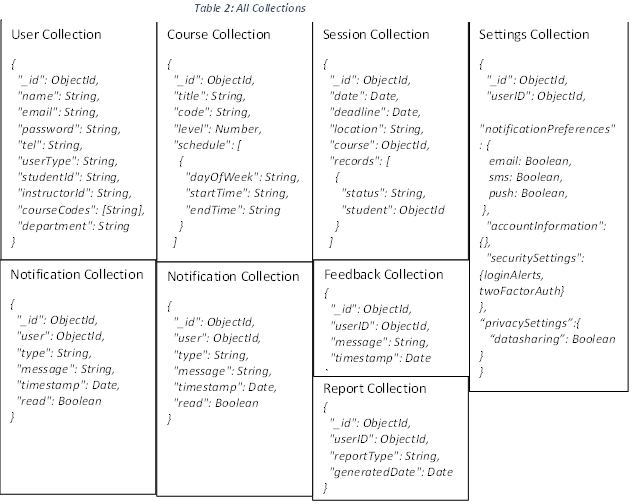 Table 2: All Collections
User Collection
{
"_id": ObjectId,
"name": String,
"email": String,
"password": String,
"tel": String,
"userType": String,
"studentId": String,
"instructorId": String,
"courseCodes": [String],
"department": String
}
Course Collection
{
"_id": ObjectId,
"title": String,
"code": String,
"level": Number,
"schedule": [
{
"dayOfWeek": String,
"startTime": String,
"endTime": String
}
]
Session Collection
{
"_id": ObjectId,
"date": Date,
"deadline": Date,
"location": String,
"course": ObjectId,
"records": [
{
"status": String,
"student": ObjectId
}
]
Settings Collection
{
"_id": ObjectId,
"userID": ObjectId,
"notificationPreferences"
: {
email: Boolean,
sms: Boolean,
push: Boolean,
},
"accountInformation":
{},
"securitySettings":
{loginAlerts,
twoFactorAuth}
},
“privacySettings”:{
“datasharing”: Boolean
}
}
Notification Collection
{
"_id": ObjectId,
"user": ObjectId,
"type": String,
"message": String,
"timestamp": Date,
"read": Boolean
}
Notification Collection
{
"_id": ObjectId,
"user": ObjectId,
"type": String,
"message": String,
"timestamp": Date,
"read": Boolean
}
Feedback Collection
{
"_id": ObjectId,
"userID": ObjectId,
"message": String,
"timestamp": Date
Report Collection
{
"_id": ObjectId,
"userID": ObjectId,
"reportType": String,
"generatedDate": Date
}